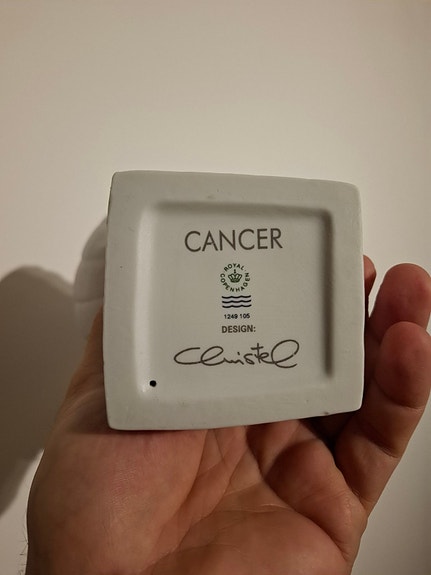 CANCER
ROYAL
COPENHAGEN
1249 105
DESIGN:
Christel